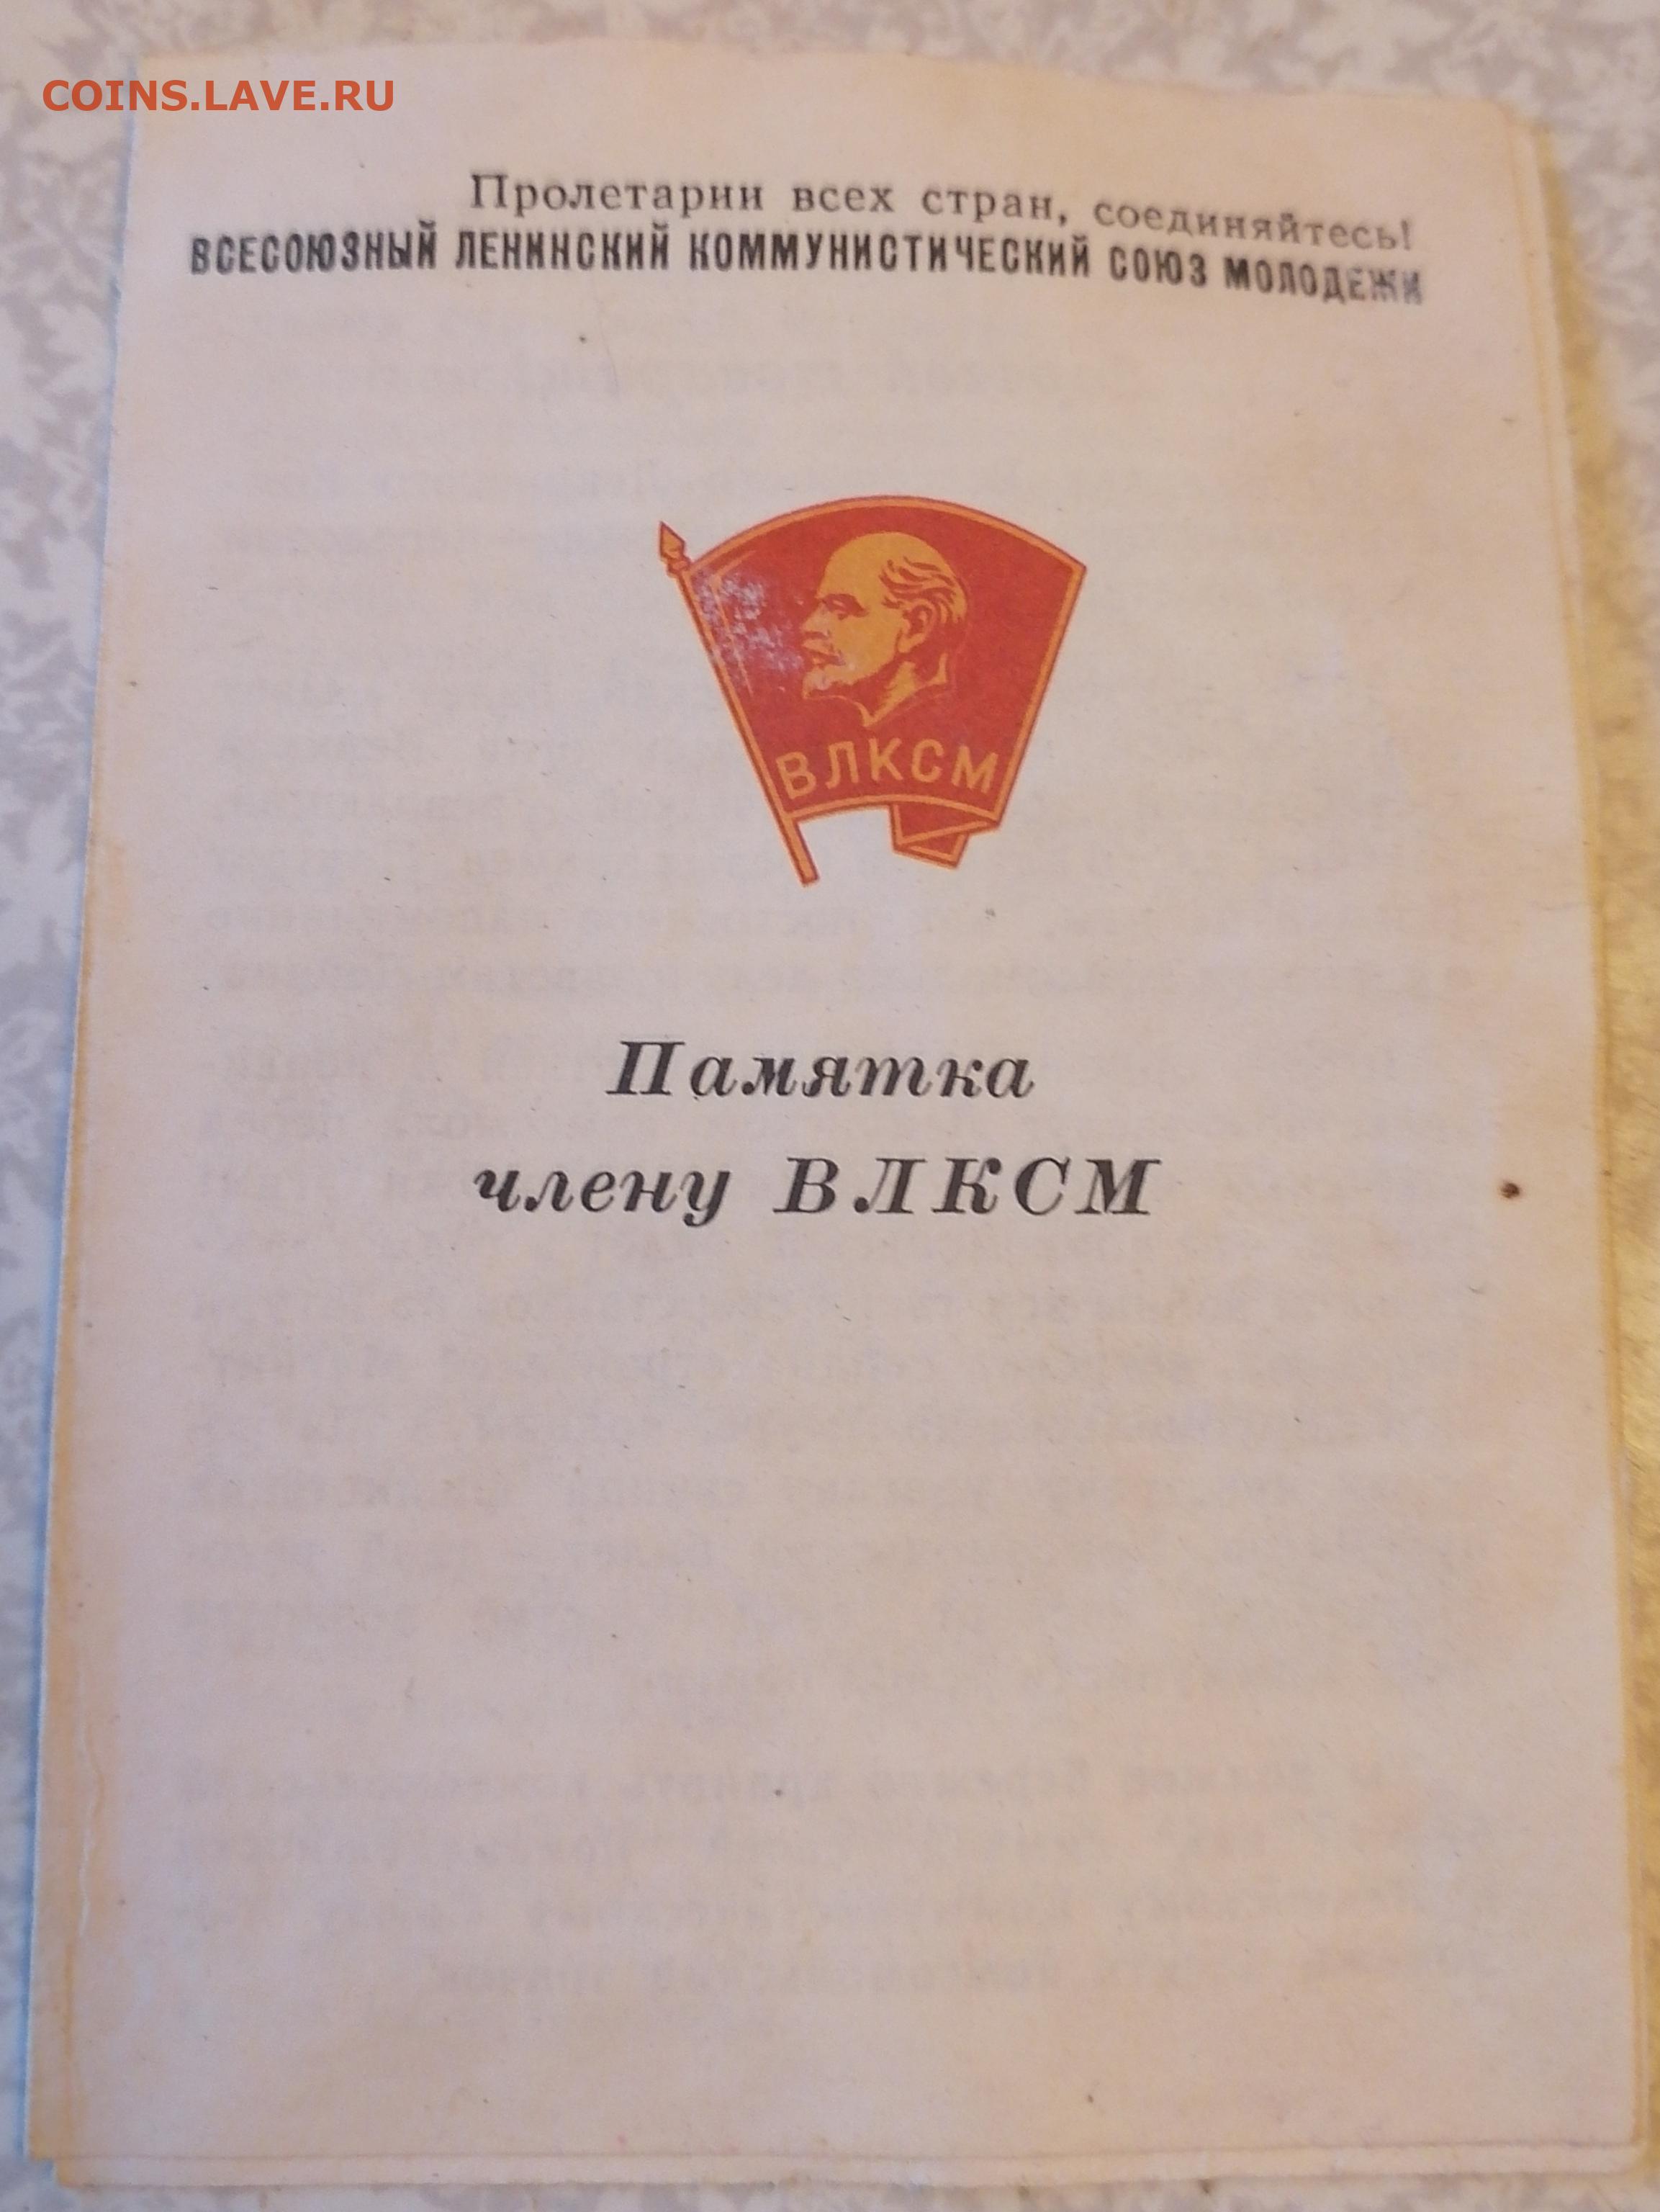 COINS.LAVE.RU
Пролетарии всех стран, соединяйтесь!
ВСЕСОЮЗНЫЙ ЛЕНИНСКИЙ КОММУНИСТИЧЕСКИЙ СОЮЗ МОЛОДЕЖИ
ВЛКСМ
Памятка
члену ВЛКСМ